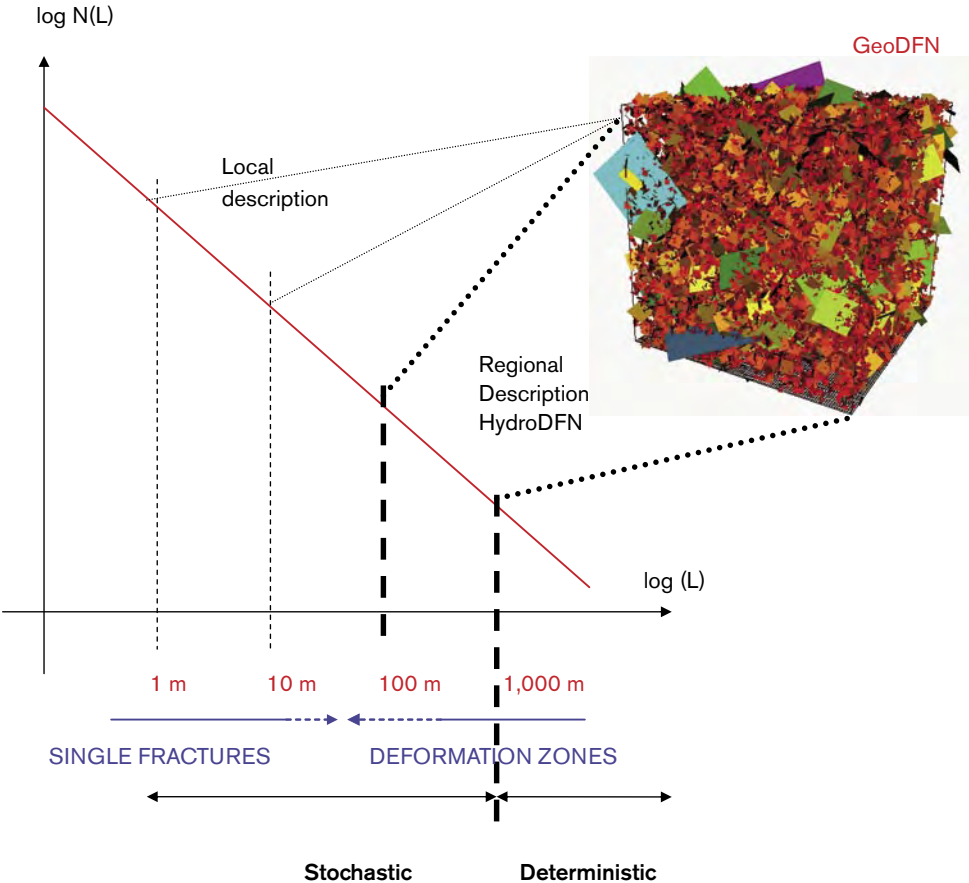 log N(L)
GeoDFN
Local
description
Regional
Description
HydroDFN
log (L)
1 m
10 m
100 m
1,000 m
SINGLE FRACTURES
DEFORMATION ZONES
Stochastic
Deterministic